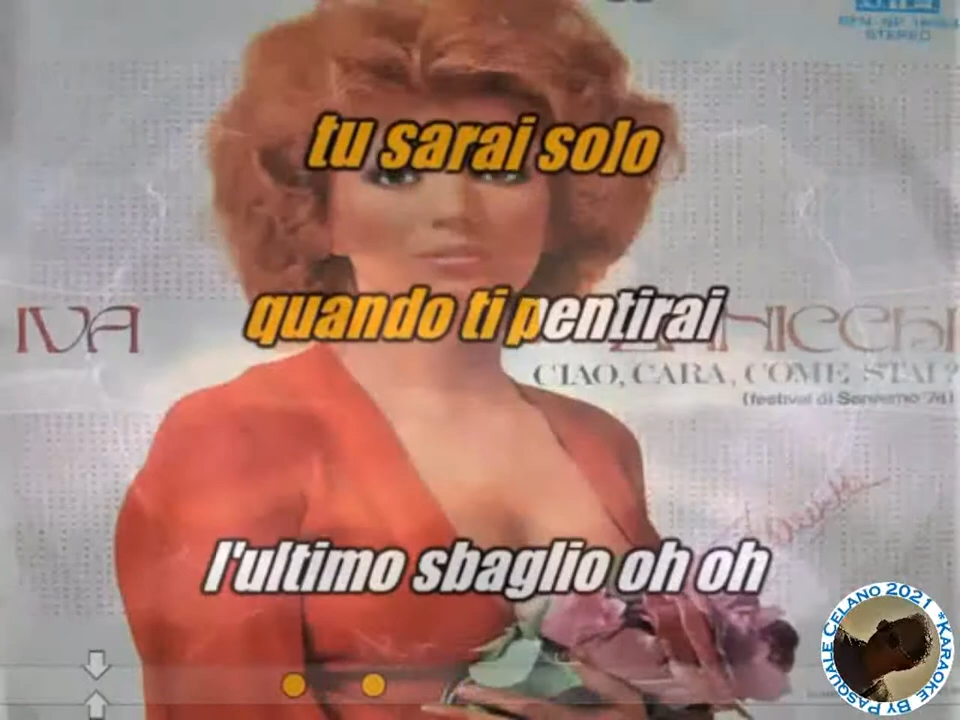 STEREO
tu sarai solo
quando ti pentirai
IVA ZANICCHI
CIAO, CARA, COME STAI?
(festival di Sanremo '74)
l'ultimo sbaglio oh oh
PASQUALE CELANO 2021 *KARAOKE BY